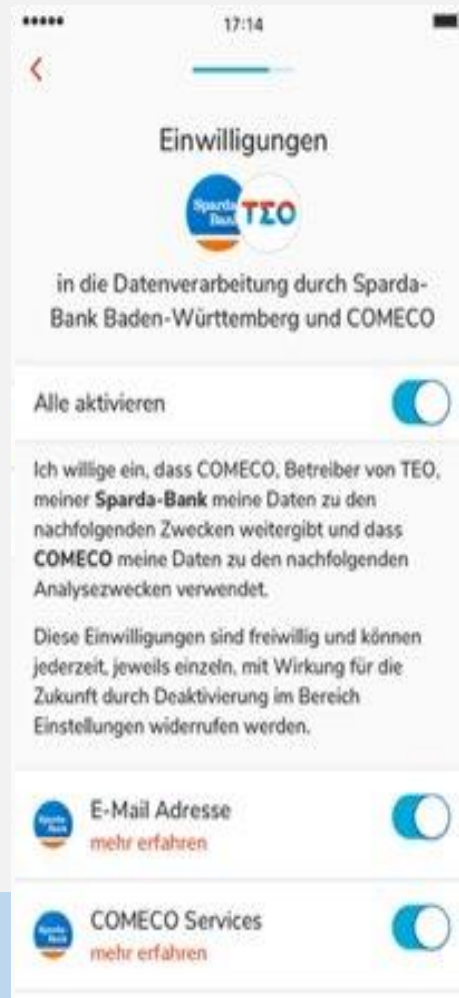 17:14
Einwilligungen
Sparda
Bank
TΣO
in die Datenverarbeitung durch Sparda-
Bank Baden-Württemberg und COMECO
Alle aktivieren
Ich willige ein, dass COMECO, Betreiber von TEO,
meiner Sparda-Bank meine Daten zu den
nachfolgenden Zwecken weitergibt und dass
COMECO meine Daten zu den nachfolgenden
Analysezwecken verwendet.
Diese Einwilligungen sind freiwillig und können
jederzeit, jeweils einzeln, mit Wirkung für die
Zukunft durch Deaktivierung im Bereich
Einstellungen widerrufen werden.
E-Mail Adresse
mehr erfahren
COMECO Services
mehr erfahren